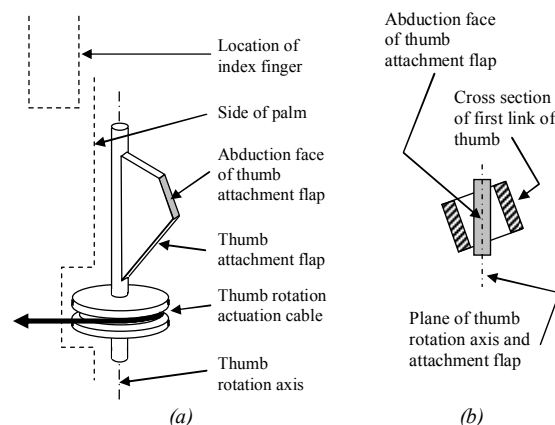 Location of
index finger
Side of palm
Abduction face
of thumb
attachment flap
Thumb
attachment flap
Thumb rotation
actuation cable
Thumb
rotation axis
(a)
Abduction face
of thumb
attachment flap
Cross section
of first link of
thumb
Plane of thumb
rotation axis and
attachment flap
(b)